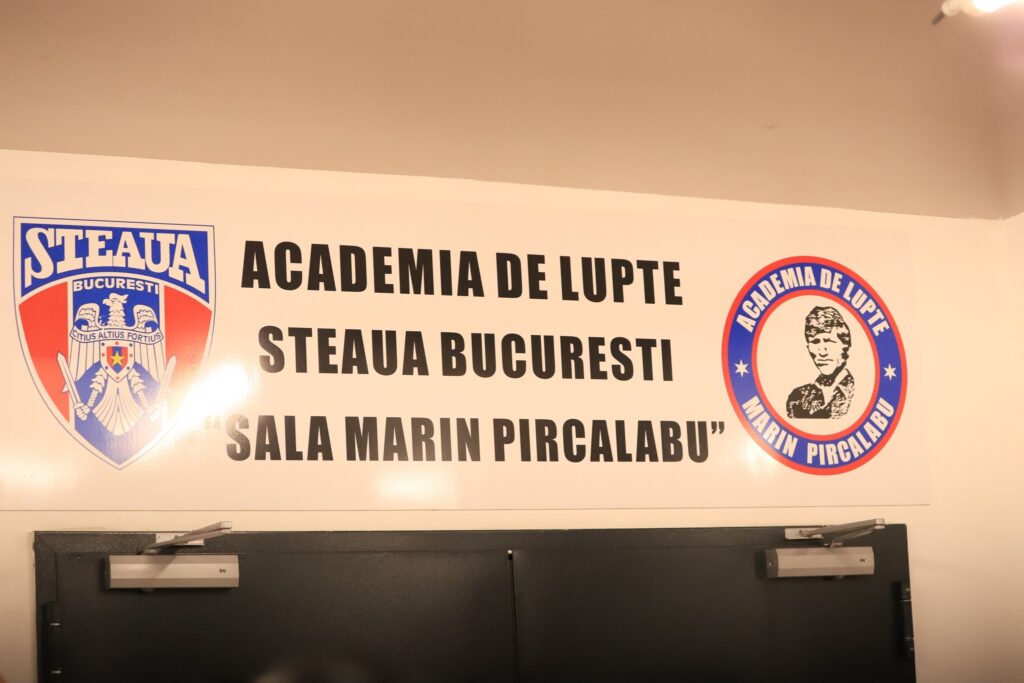 STEAUA
BUCURESTI
CITIUS ALTIUS FORTIUS
ACADEMIA DE LUPTE
STEAUA BUCURESTI
"SALA MARIN PIRCALABU”
ACADEMIA DE LUPTE
MARIN PIRCALABU